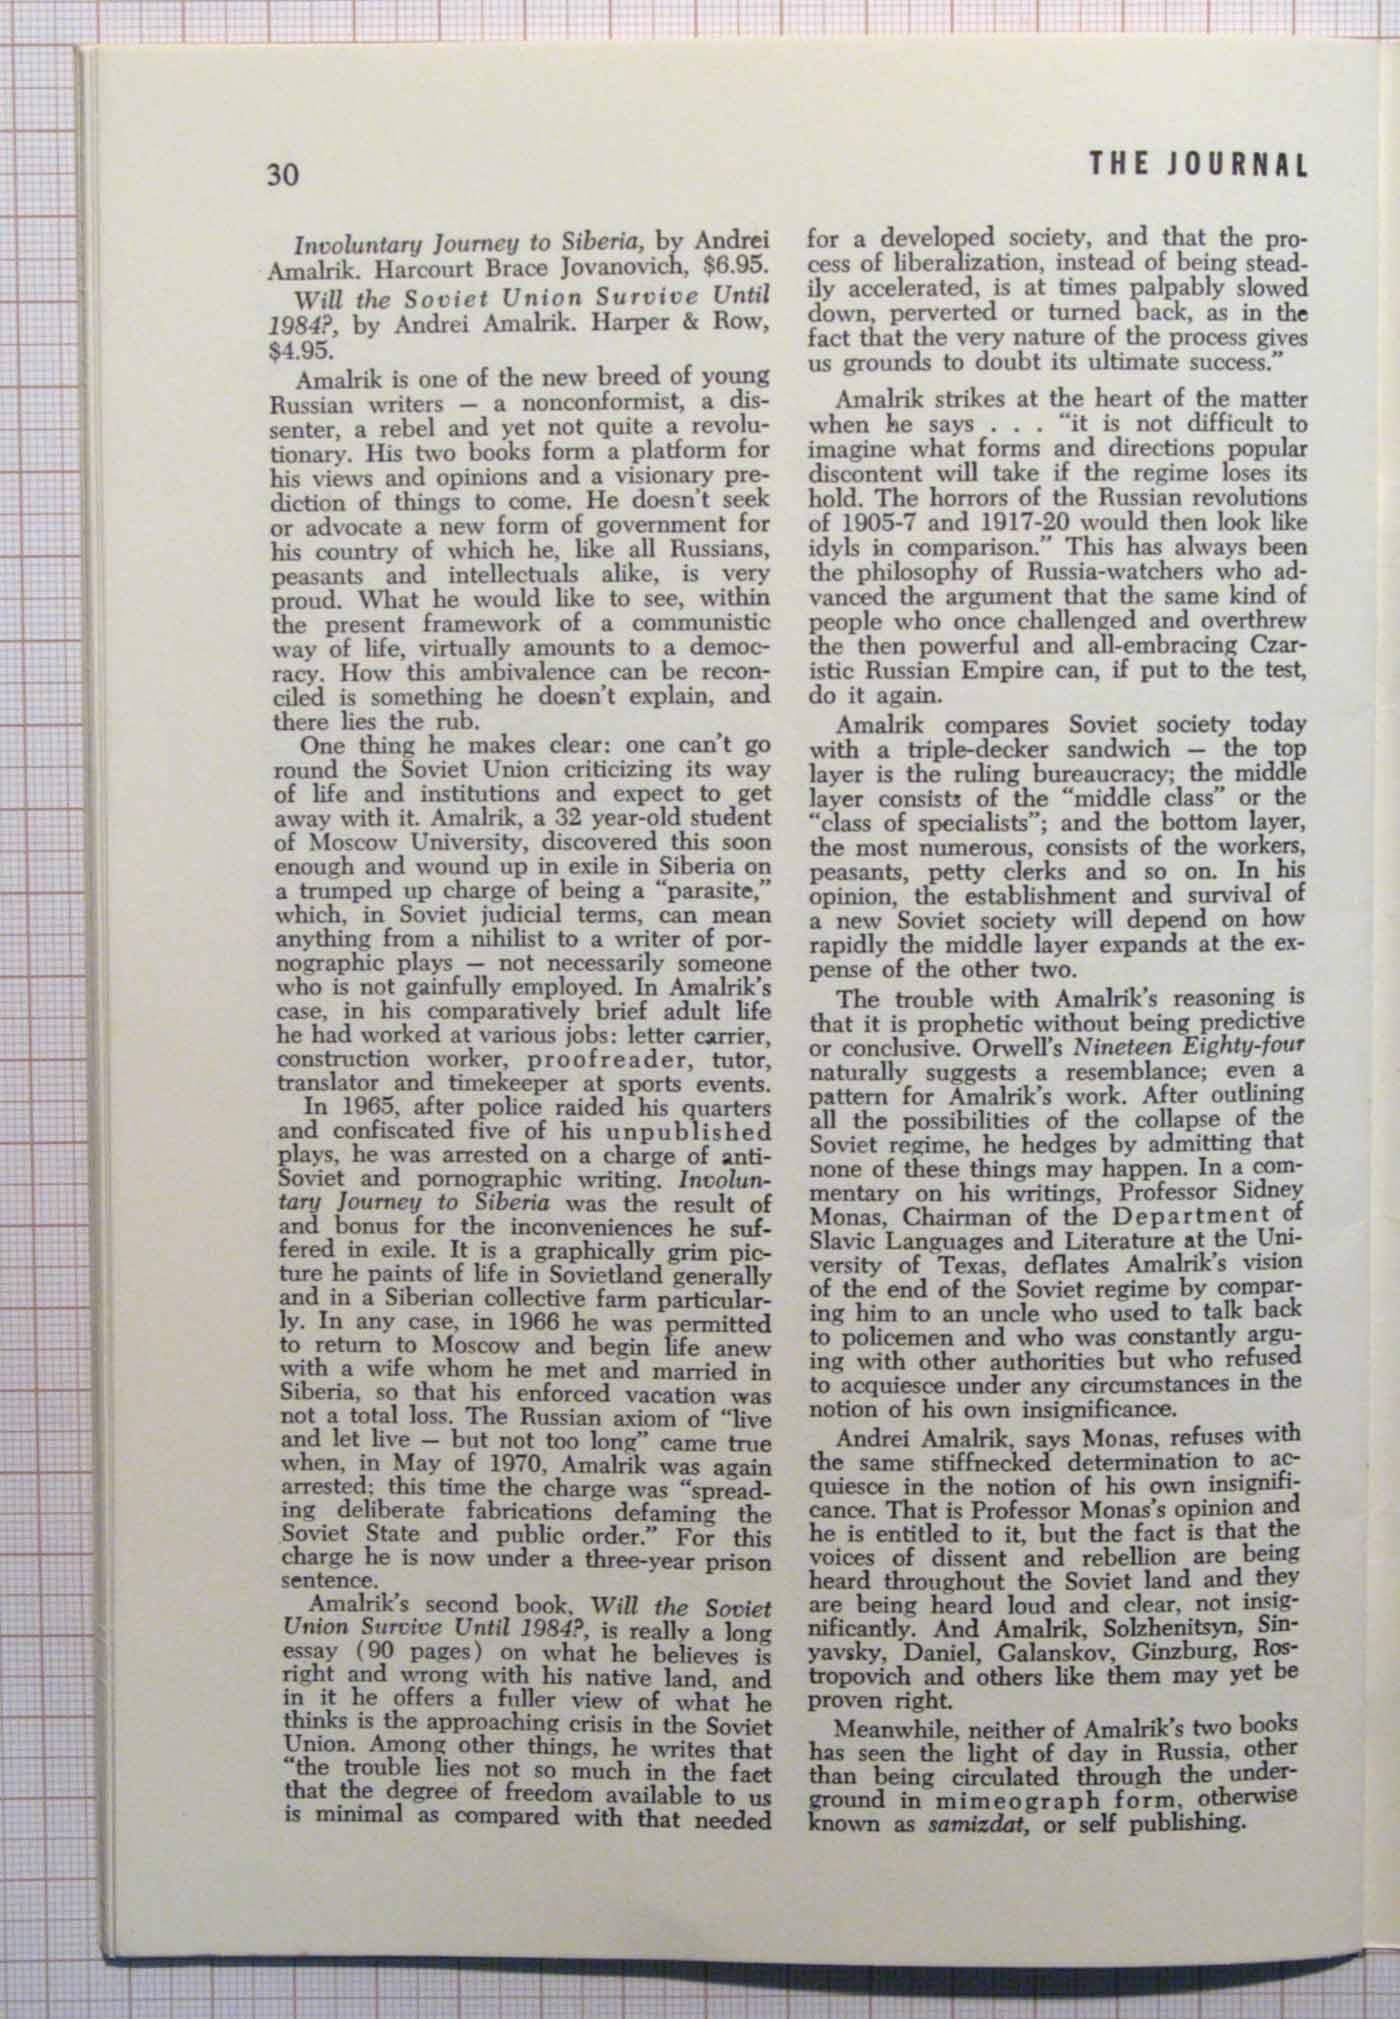 30
THE JOURNAL
Involuntary Journey to Siberia, by Andrei
Amalrik. Harcourt Brace Jovanovich, $6.95.
Will the Soviet Union Survive Until
1984?, by Andrei Amalrik. Harper & Row,
$4.95.
Amalrik is one of the new breed of young
Russian writers — a nonconformist, a dis-
senter, a rebel and yet not quite a revolu-
tionary. His two books form a platform for
his views and opinions and a visionary pre-
diction of things to come. He doesn't seek
or advocate a new form of government for
his country of which he, like all Russians,
peasants and intellectuals alike, is very
proud. What he would like to see, within
the present framework of a communistic
way of life, virtually amounts to a democ-
racy. How this ambivalence can be recon-
ciled is something he doesn't explain, and
there lies the rub.
One thing he makes clear: one can't go
round the Soviet Union criticizing its way
of life and institutions and expect to get
away with it. Amalrik, a 32 year-old student
of Moscow University, discovered this soon
enough and wound up in exile in Siberia on
a trumped up charge of being a "parasite,"
which, in Soviet judicial terms, can mean
anything from a nihilist to a writer of por-
nographic plays — not necessarily someone
who is not gainfully employed. In Amalrik's
case, in his comparatively brief adult life
he had worked at various jobs: letter carrier,
construction worker, proofreader, tutor,
translator and timekeeper at sports events.
In 1965, after police raided his quarters
and confiscated five of his unpublished
plays, he was arrested on a charge of anti-
Soviet and pornographic writing. Involun-
tary Journey to Siberia was the result of
and bonus for the inconveniences he suf-
fered in exile. It is a graphically grim pic-
ture he paints of life in Sovietland generally
and in a Siberian collective farm particular-
ly. In any case, in 1966 he was permitted
to return to Moscow and begin life anew
with a wife whom he met and married in
Siberia, so that his enforced vacation was
not a total loss. The Russian axiom of "live
and let live — but not too long" came true
when, in May of 1970, Amalrik was again
arrested; this time the charge was "spread-
ing deliberate fabrications defaming the
Soviet State and public order." For this
charge he is now under a three-year prison
sentence.
Amalrik's second book, Will the Soviet
Union Survive Until 1984?, is really a long
essay (90 pages) on what he believes is
right and wrong with his native land, and
in it he offers a fuller view of what he
thinks is the approaching crisis in the Soviet
Union. Among other things, he writes that
"the trouble lies not so much in the fact
that the degree of freedom available to us
is minimal as compared with that needed
for a developed society, and that the pro-
cess of liberalization, instead of being stead-
ily accelerated, is at times palpably slowed
down, perverted or turned back, as in the
fact that the very nature of the process gives
us grounds to doubt its ultimate success."
Amalrik strikes at the heart of the matter
when he says . . . "it is not difficult to
imagine what forms and directions popular
discontent will take if the regime loses its
hold. The horrors of the Russian revolutions
of 1905-7 and 1917-20 would then look like
idyls in comparison." This has always been
the philosophy of Russia-watchers who ad-
vanced the argument that the same kind of
people who once challenged and overthrew
the then powerful and all-embracing Czar-
istic Russian Empire can, if put to the test,
do it again.
Amalrik compares Soviet society today
with a triple-decker sandwich — the top
layer is the ruling bureaucracy; the middle
layer consists of the "middle class" or the
"class of specialists"; and the bottom layer,
the most numerous, consists of the workers,
peasants, petty clerks and so on. In his
opinion, the establishment and survival of
a new Soviet society will depend on how
rapidly the middle layer expands at the ex-
pense of the other two.
The trouble with Amalrik's reasoning is
that it is prophetic without being predictive
or conclusive. Orwell's Nineteen Eighty-four
naturally suggests a resemblance; even a
pattern for Amalrik's work. After outlining
all the possibilities of the collapse of the
Soviet regime, he hedges by admitting that
none of these things may happen. In a com-
mentary on his writings, Professor Sidney
Monas, Chairman of the Department of
Slavic Languages and Literature at the Uni-
versity of Texas, deflates Amalrik's vision
of the end of the Soviet regime by compar-
ing him to an uncle who used to talk back
to policemen and who was constantly argu-
ing with other authorities but who refused
to acquiesce under any circumstances in the
notion of his own insignificance.
Andrei Amalrik, says Monas, refuses with
the same stiffnecked determination to ac-
quiesce in the notion of his own insignifi-
cance. That is Professor Monas's opinion and
he is entitled to it, but the fact is that the
voices of dissent and rebellion are being
heard throughout the Soviet land and they
are being heard loud and clear, not insig-
nificantly. And Amalrik, Solzhenitsyn, Sin-
yavsky, Daniel, Galanskov, Ginzburg, Ros-
tropovich and others like them may yet be
proven right.
Meanwhile, neither of Amalrik's two books
has seen the light of day in Russia, other
than being circulated through the under-
ground in mimeograph form, otherwise
known as samizdat, or self publishing.